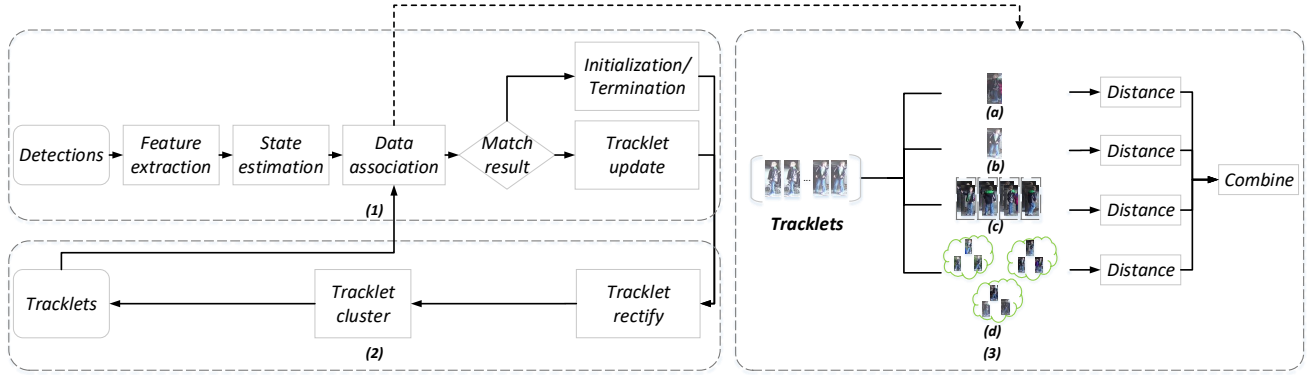 Initialization/
Termination
Detections
Feature
extraction
State
estimation
Data
association
Match
result
Tracklet
update
(1)
Tracklets
Tracklet
cluster
Tracklet
rectify
(2)
...
Tracklets
(a)
(b)
(c)
(d)
Distance
Distance
Distance
Distance
Combine
(3)